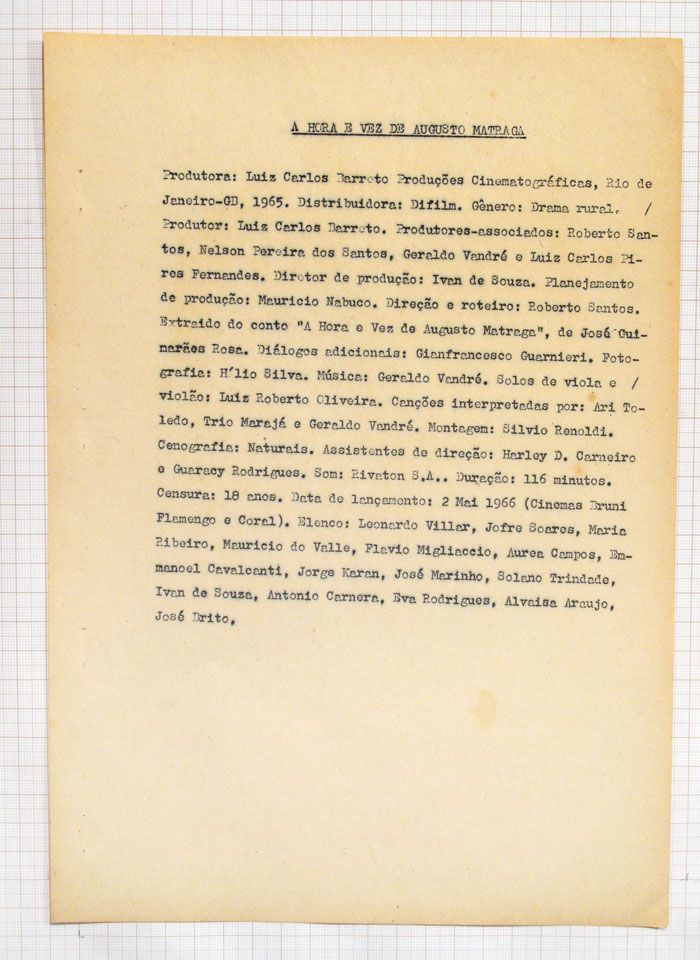 A HORA E VEZ DE AUGUSTO MATRAGA
Produtora: Luiz Carlos Barreto Produções Cinematográficas, Rio de
Janeiro-GB, 1965. Distribuidora: Difilm. Gênero: Drama rural. /
Produtor: Luiz Carlos Barreto. Produtores-associados: Roberto San-
tos, Nelson Pereira dos Santos, Geraldo Vandré e Luiz Carlos Pi-
res Fernandes. Diretor de produção: Ivan de Souza. Planejamento
de produção: Mauricio Nabuco. Direção e roteiro: Roberto Santos.
Extraido do conto "A Hora e Vez de Augusto Matraga", de José Gui-
marães Rosa. Diálogos adicionais: Gianfrancesco Guarnieri. Foto-
grafia: H'lio Silva. Música: Geraldo Vandré. Solos de viola e /
violão: Luiz Roberto Oliveira. Canções interpretadas por: Ari To-
ledo, Trio Marajá e Geraldo Vandré. Montagem: Silvio Renoldi.
Cenografia: Naturais. Assistentes de direção: Harley D. Carneiro
e Guaracy Rodrigues. Som: Rivaton S.A.. Duração: 116 minutos.
Censura: 18 anos. Data de lançamento: 2 Mai 1966 (Cinemas Bruni
Flamengo e Coral). Elenco: Leonardo Villar, Jofre Soares, Maria
Ribeiro, Mauricio do Valle, Flavio Migliaccio, Aurea Campos, Em-
manoel Cavalcanti, Jorge Karan, José Marinho, Solano Trindade,
Ivan de Souza, Antonio Carnera, Eva Rodrigues, Alvaisa Araujo,
José Brito.